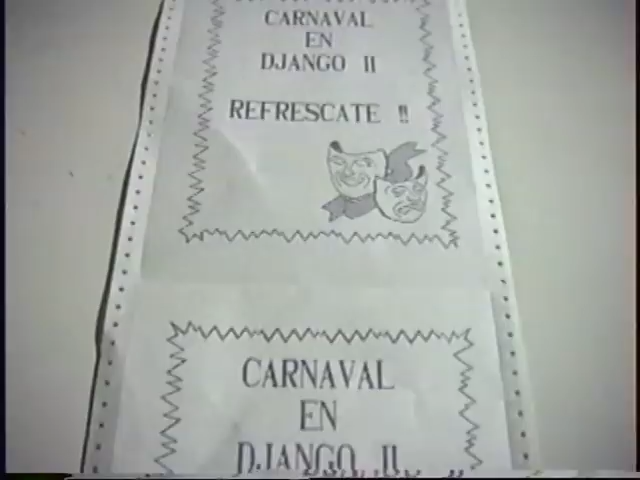 CARNAVAL
EN
DJANGO II
REFRESCATE !!
CARNAVAL
EN
DJANGO II